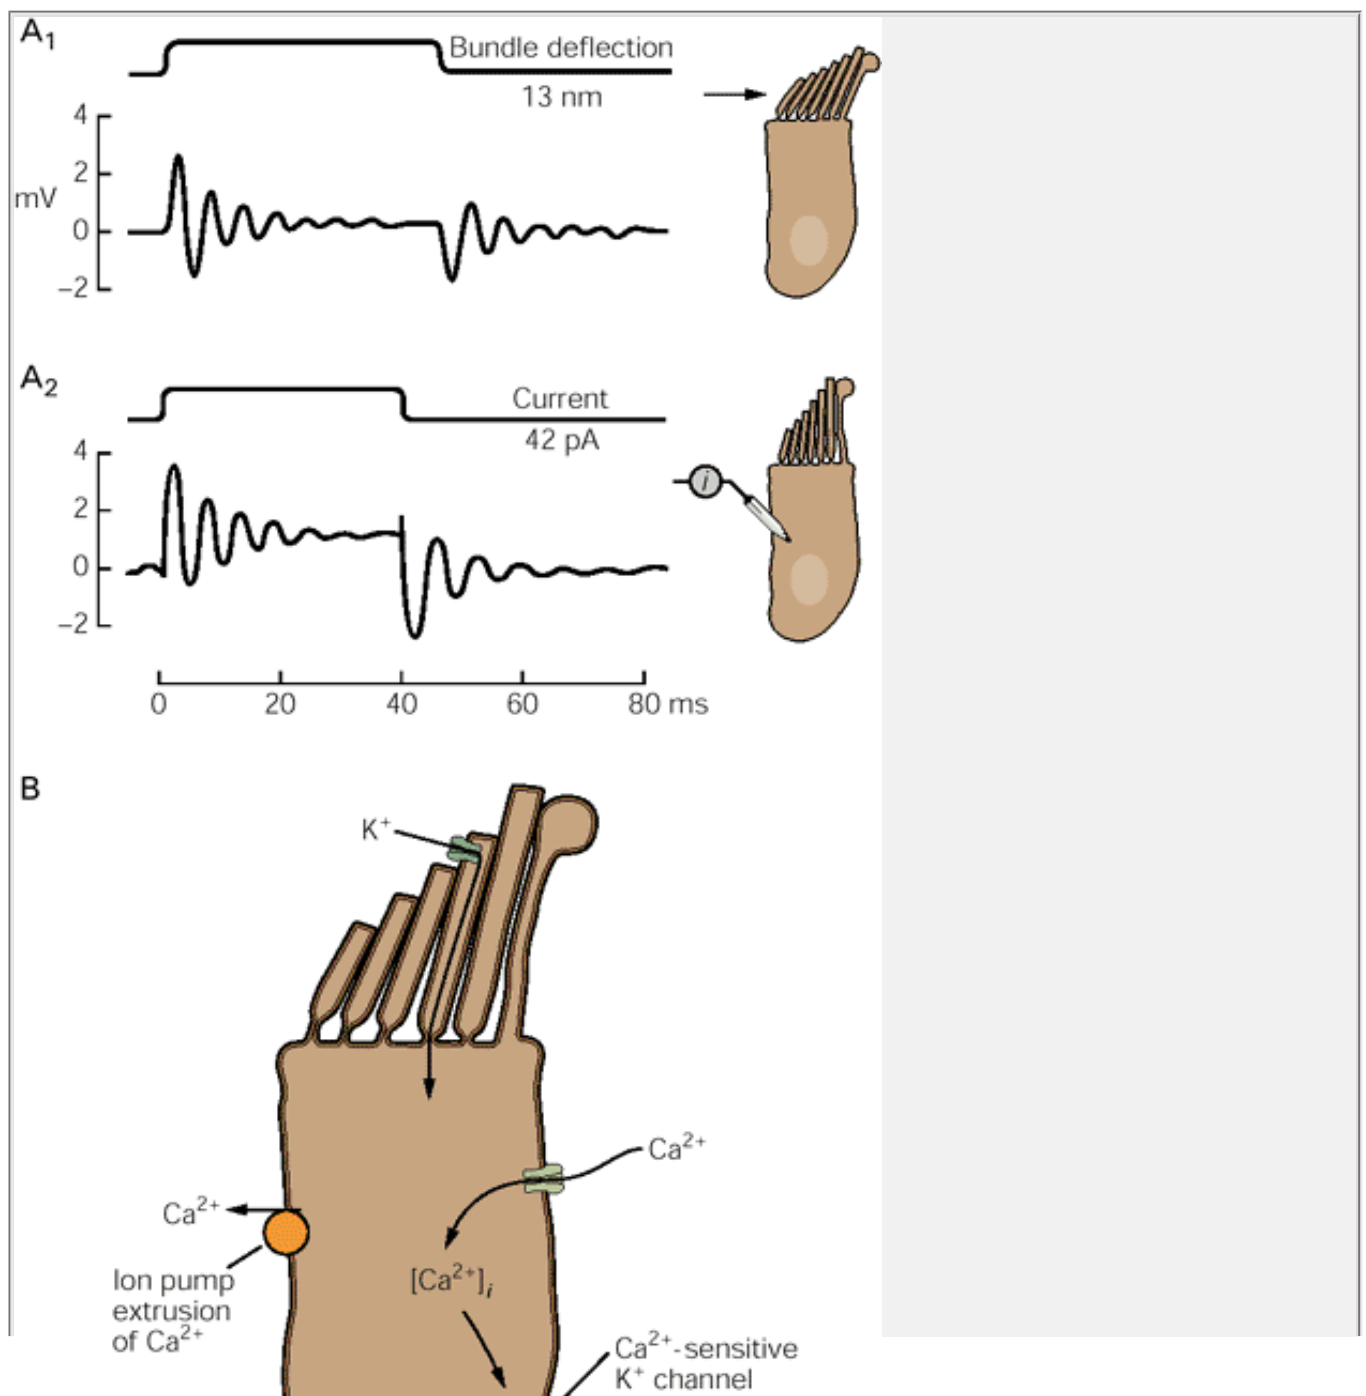 A₁
Bundle deflection
13 nm
4
2
mV
0
−2
A₂
Current
42 pA
4
i
2
0
−2
0 20 40 60 80 ms
B
K⁺
Ca²⁺
Ca²⁺
Ion pump
extrusion
of Ca²⁺
[Ca²⁺]ᵢ
Ca²⁺-sensitive
K⁺ channel